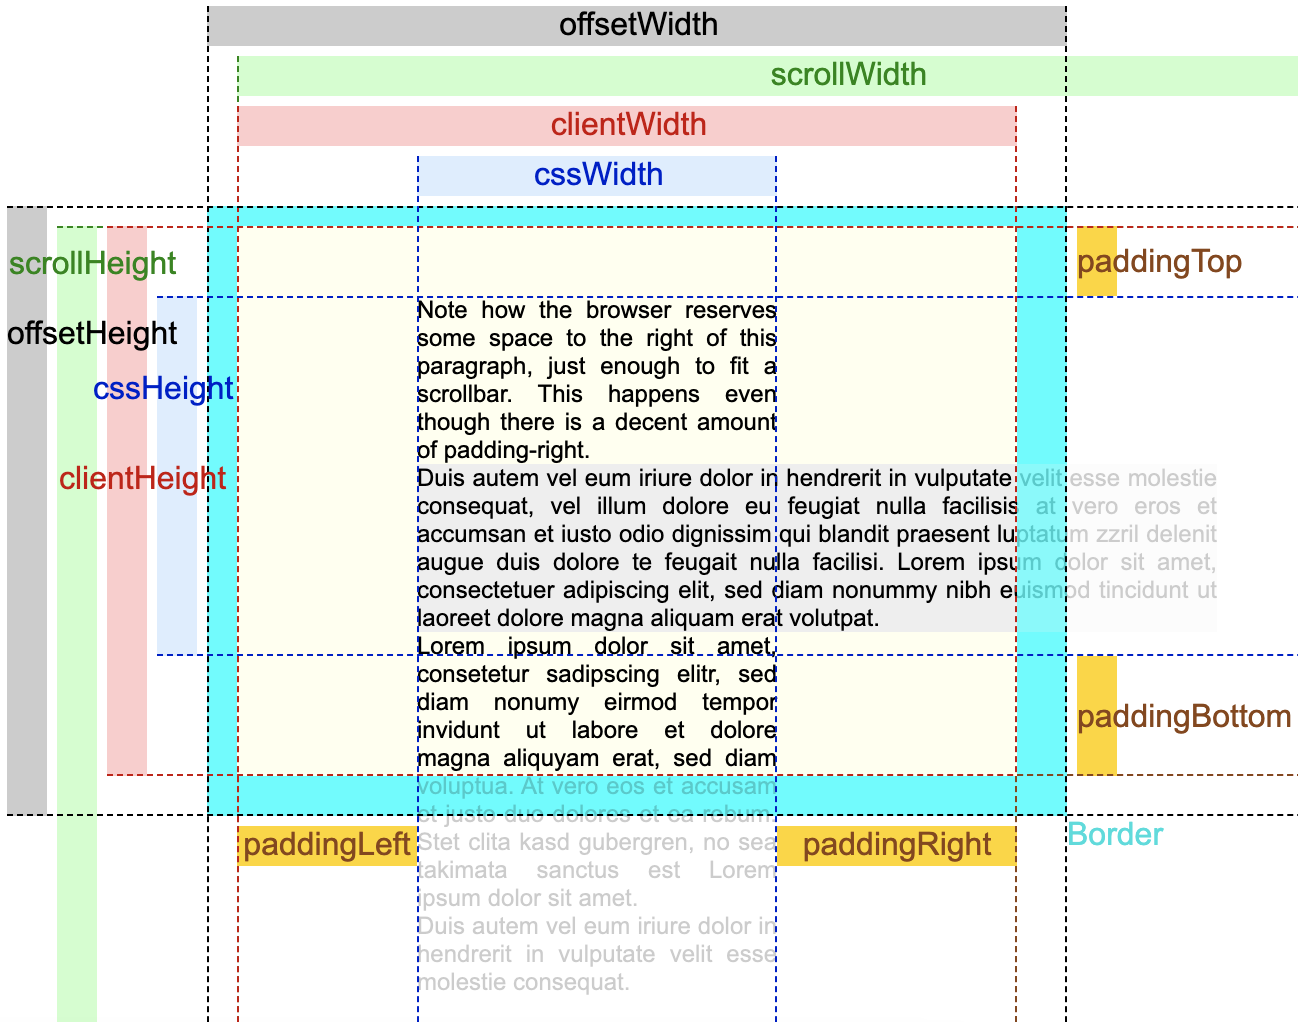 offsetWidth
scrollWidth
clientWidth
cssWidth
scrollHeight
paddingTop
offsetHeight
cssHeight
clientHeight
Note how the browser reserves
some space to the right of this
paragraph, just enough to fit a
scrollbar. This happens even
though there is a decent amount
of padding-right.
Duis autem vel eum iriure dolor in hendrerit in vulputate velit esse molestie
consequat, vel illum dolore eu feugiat nulla facilisis at vero eros et
accumsan et iusto odio dignissim qui blandit praesent luptatum zzril delenit
augue duis dolore te feugait nulla facilisi. Lorem ipsum dolor sit amet,
consectetuer adipiscing elit, sed diam nonummy nibh euismod tincidunt ut
laoreet dolore magna aliquam erat volutpat.
Lorem ipsum dolor sit amet,
consetetur sadipscing elitr, sed
diam nonumy eirmod tempor
invidunt ut labore et dolore
magna aliquyam erat, sed diam
voluptua. At vero eos et accusam
et justo duo dolores et ea rebum.
Stet clita kasd gubergren, no sea
takimata sanctus est Lorem
ipsum dolor sit amet.
Duis autem vel eum iriure dolor in
hendrerit in vulputate velit esse
molestie consequat.
paddingBottom
paddingLeft
paddingRight
Border